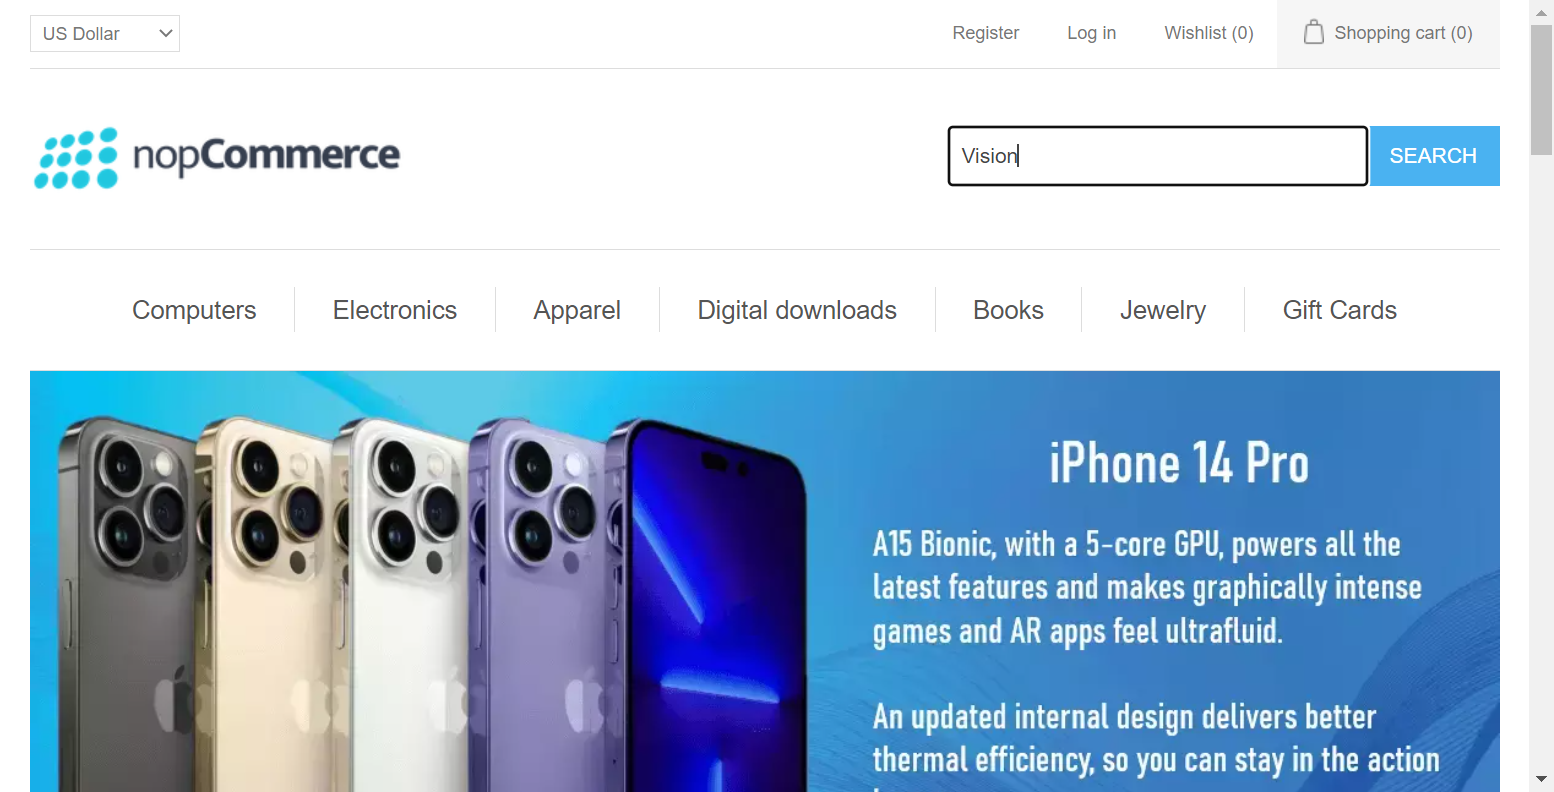 US Dollar
Register
Log in
Wishlist (0)
Shopping cart (0)
nopCommerce
Vision
SEARCH
Computers
Electronics
Apparel
Digital downloads
Books
Jewelry
Gift Cards
iPhone 14 Pro
A15 Bionic, with a 5-core GPU, powers all the
latest features and makes graphically intense
games and AR apps feel ultrafluid.
An updated internal design delivers better
thermal efficiency, so you can stay in the action